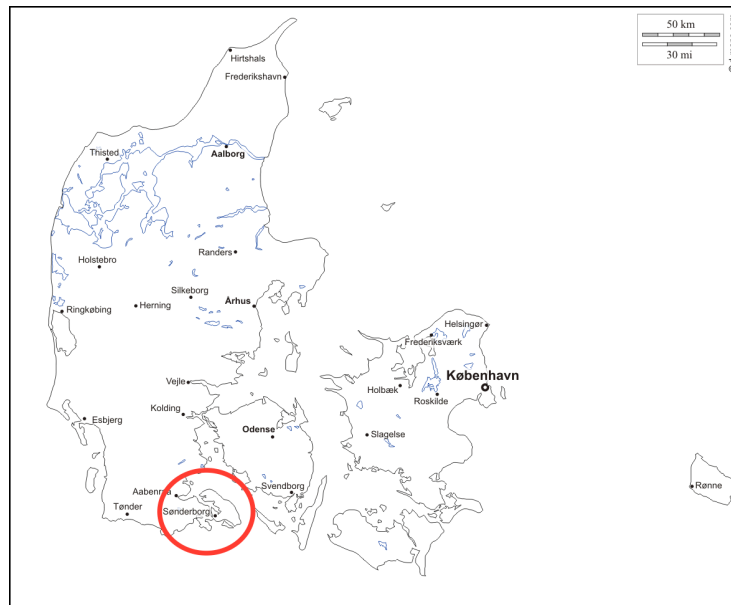 50 km
30 mi
Hirtshals
Frederikshavn
Thisted
Aalborg
Randers
Holstebro
Silkeborg
Århus
Herning
Ringkøbing
Helsingør
Frederiksværk
København
Vejle
Holbæk
Roskilde
Kolding
Esbjerg
Odense
Slagelse
Aabenraa
Svendborg
Rønne
Tønder
Sønderborg